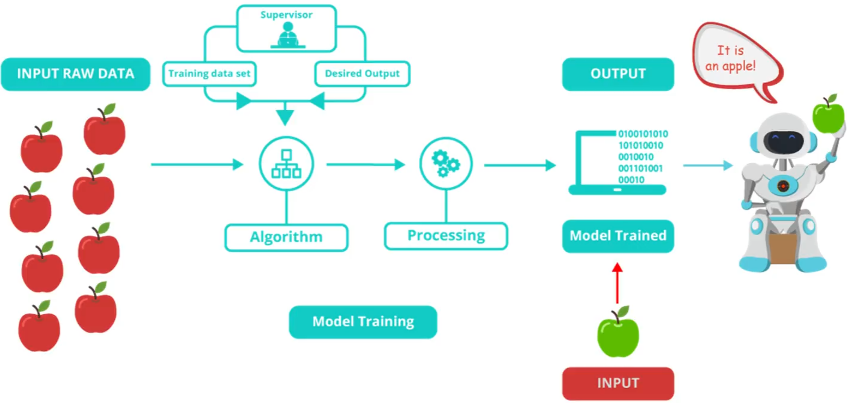 Supervisor
INPUT RAW DATA
Training data set
Desired Output
OUTPUT
It is
an apple!
0100101010
101010010
0010010
001101001
00010
Algorithm
Processing
Model Trained
Model Training
INPUT